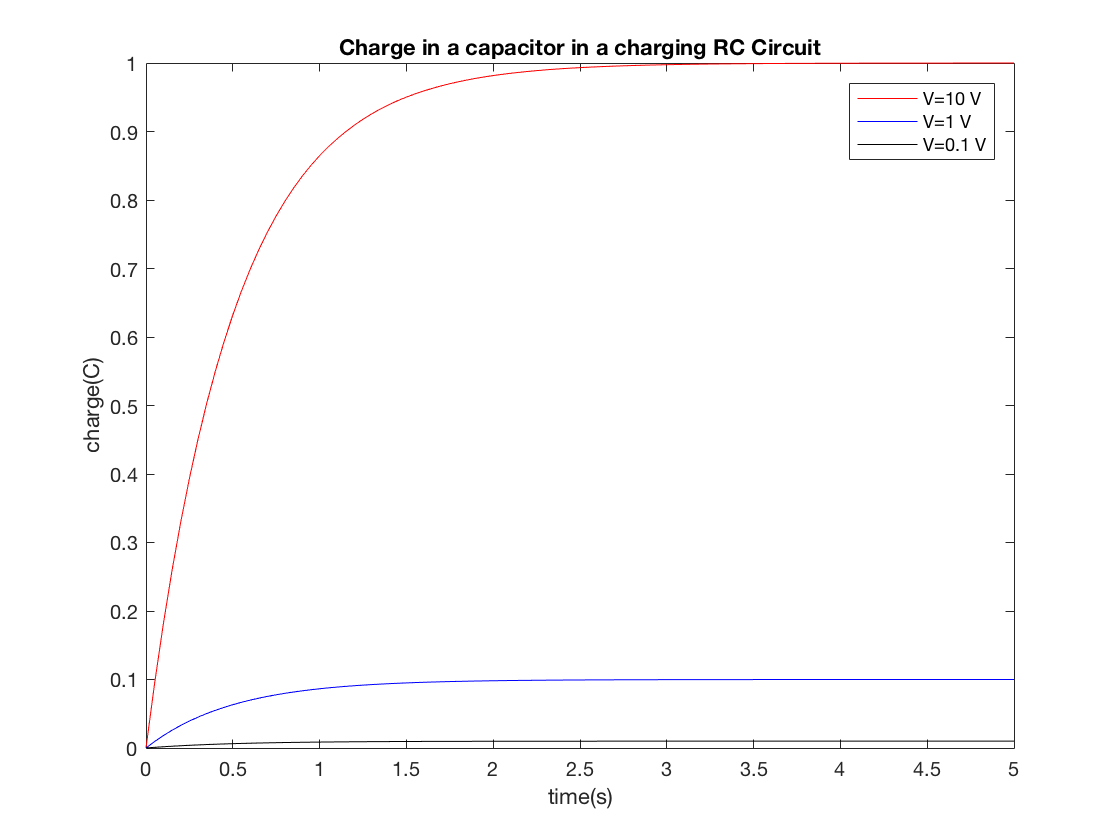 Charge in a capacitor in a charging RC Circuit
V=10 V
V=1 V
V=0.1 V
charge(C)
1
0.9
0.8
0.7
0.6
0.5
0.4
0.3
0.2
0.1
0
0 0.5 1 1.5 2 2.5 3 3.5 4 4.5 5
time(s)